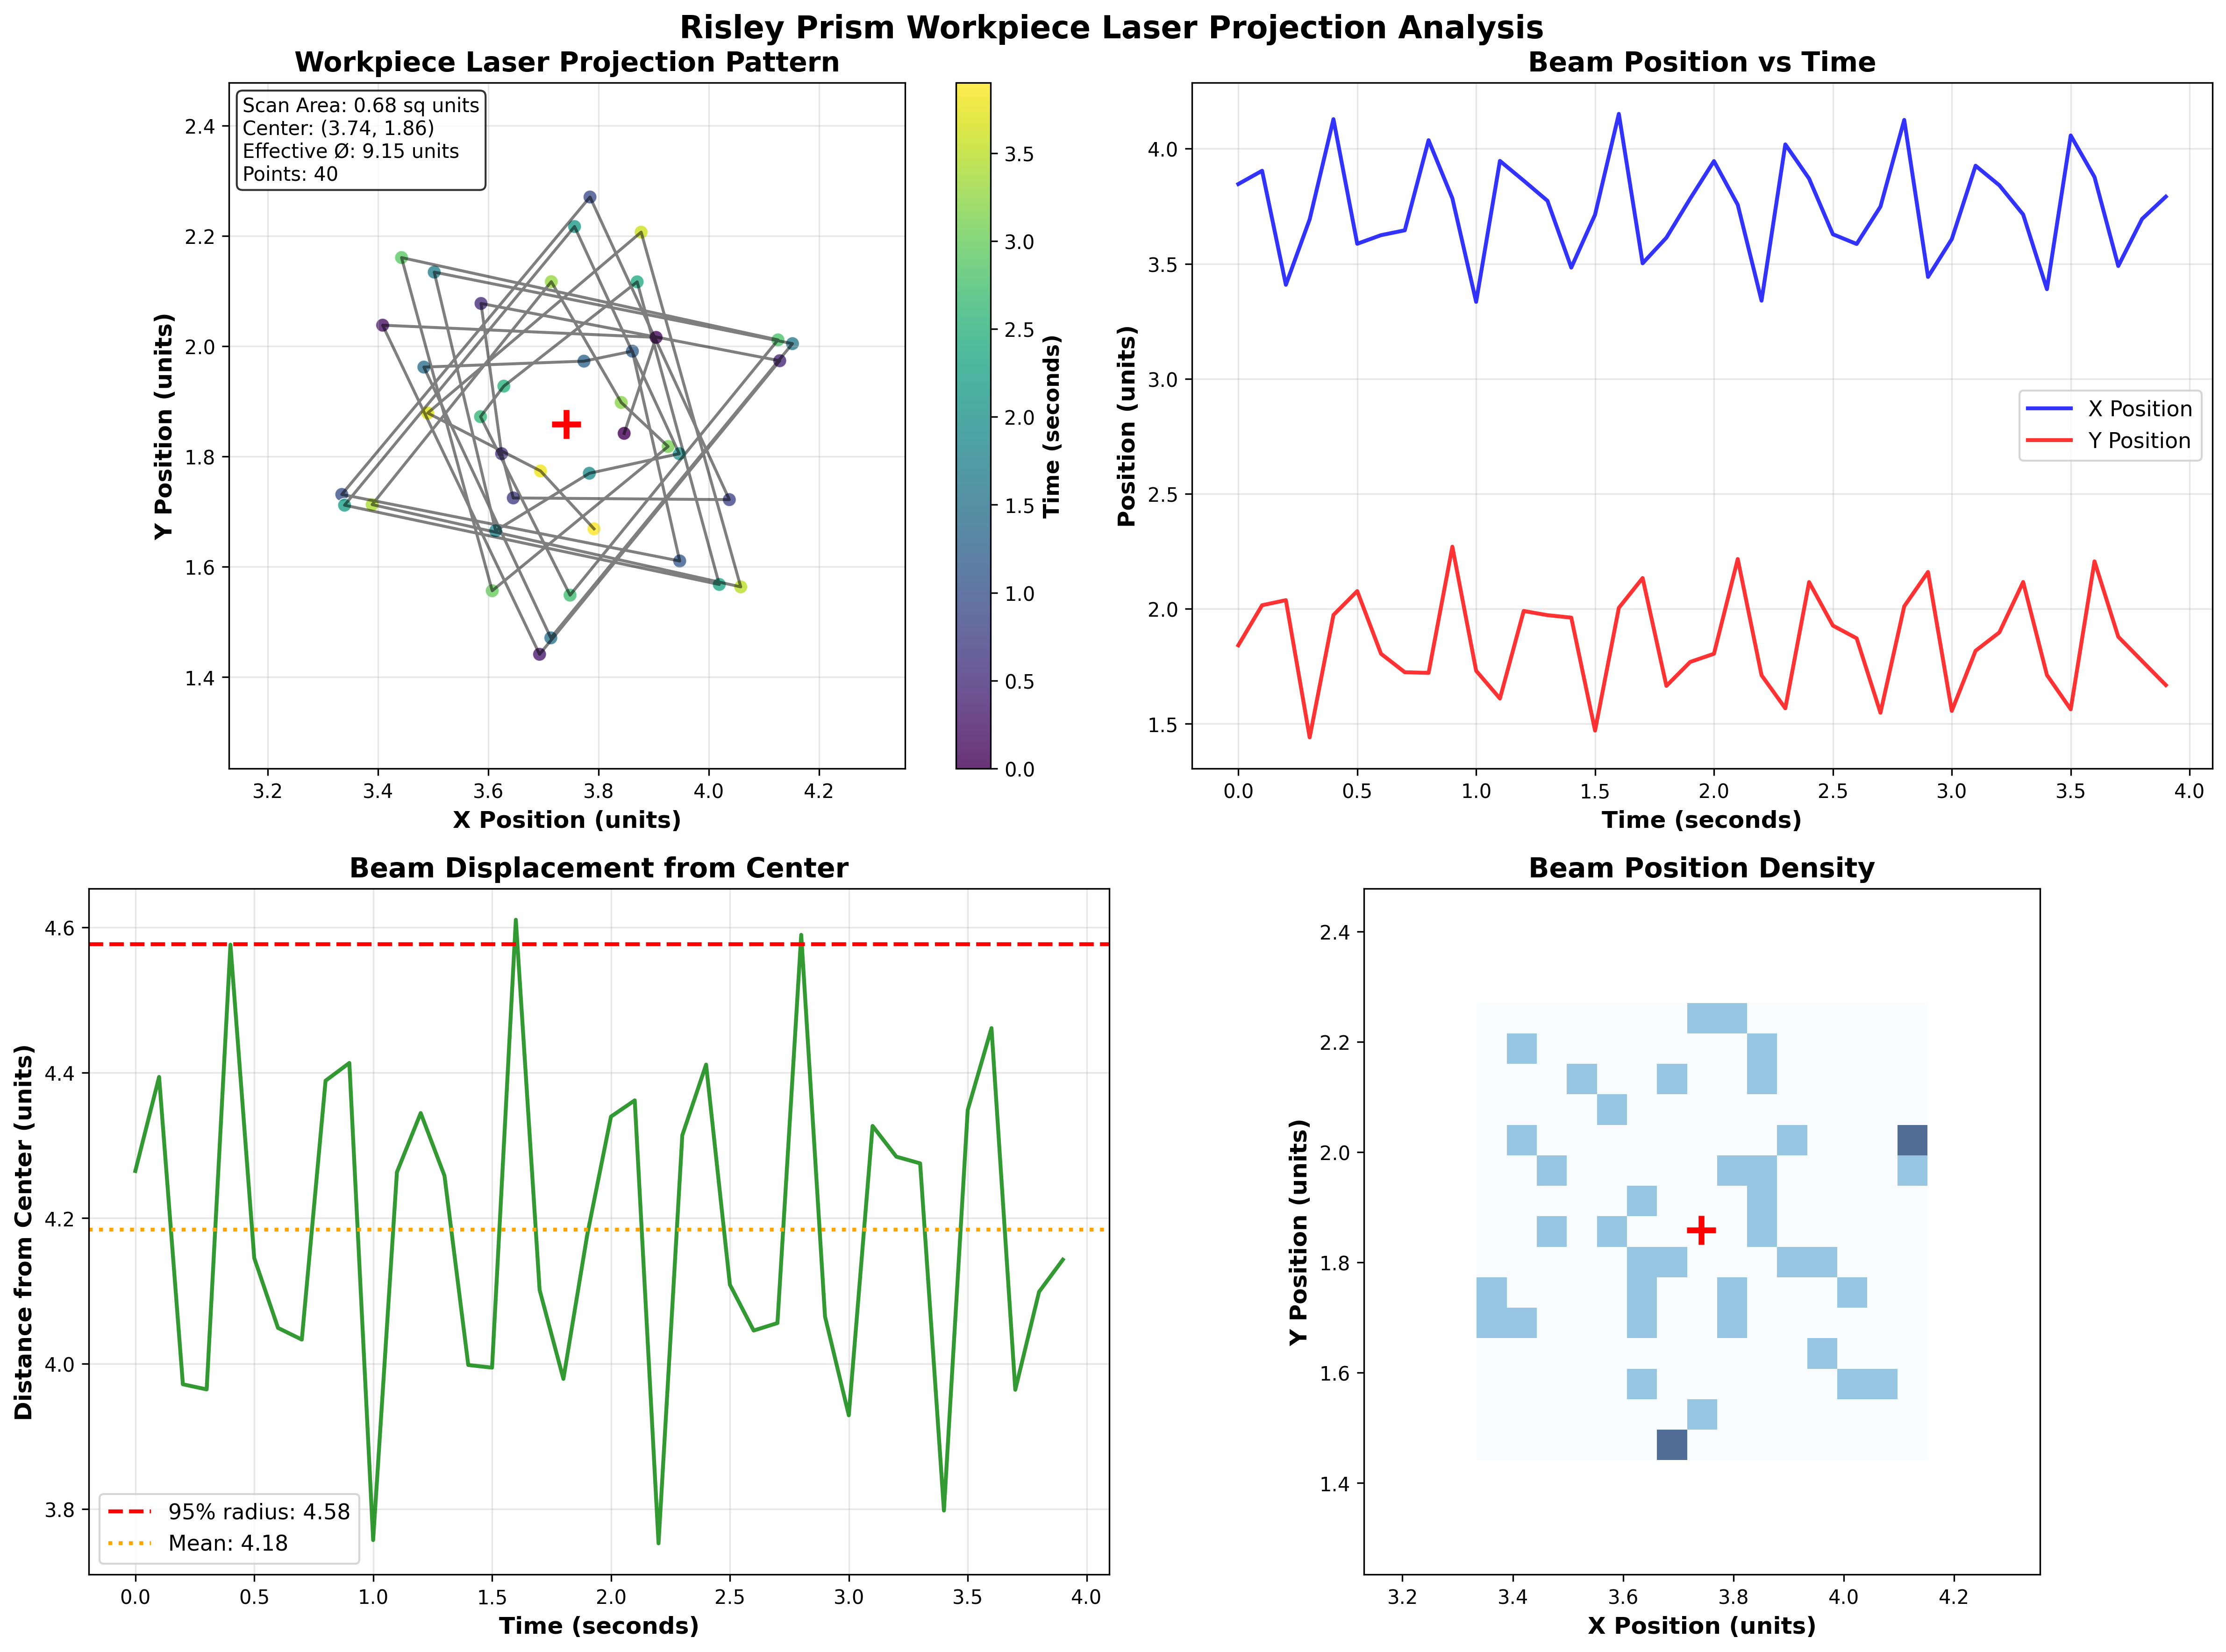 Risley Prism Workpiece Laser Projection Analysis
Workpiece Laser Projection Pattern
Scan Area: 0.68 sq units
Center: (3.74, 1.86)
Effective Ø: 9.15 units
Points: 40
Y Position (units)
2.4
2.2
2.0
1.8
1.6
1.4
3.2 3.4 3.6 3.8 4.0 4.2
X Position (units)
3.5
3.0
2.5
2.0
1.5
1.0
0.5
0.0
Time (seconds)
Beam Position vs Time
Position (units)
4.0
3.5
3.0
2.5
2.0
1.5
X Position
Y Position
0.0 0.5 1.0 1.5 2.0 2.5 3.0 3.5 4.0
Time (seconds)
Beam Displacement from Center
Distance from Center (units)
4.6
4.4
4.2
4.0
3.8
95% radius: 4.58
Mean: 4.18
0.0 0.5 1.0 1.5 2.0 2.5 3.0 3.5 4.0
Time (seconds)
Beam Position Density
Y Position (units)
2.4
2.2
2.0
1.8
1.6
1.4
3.2 3.4 3.6 3.8 4.0 4.2
X Position (units)